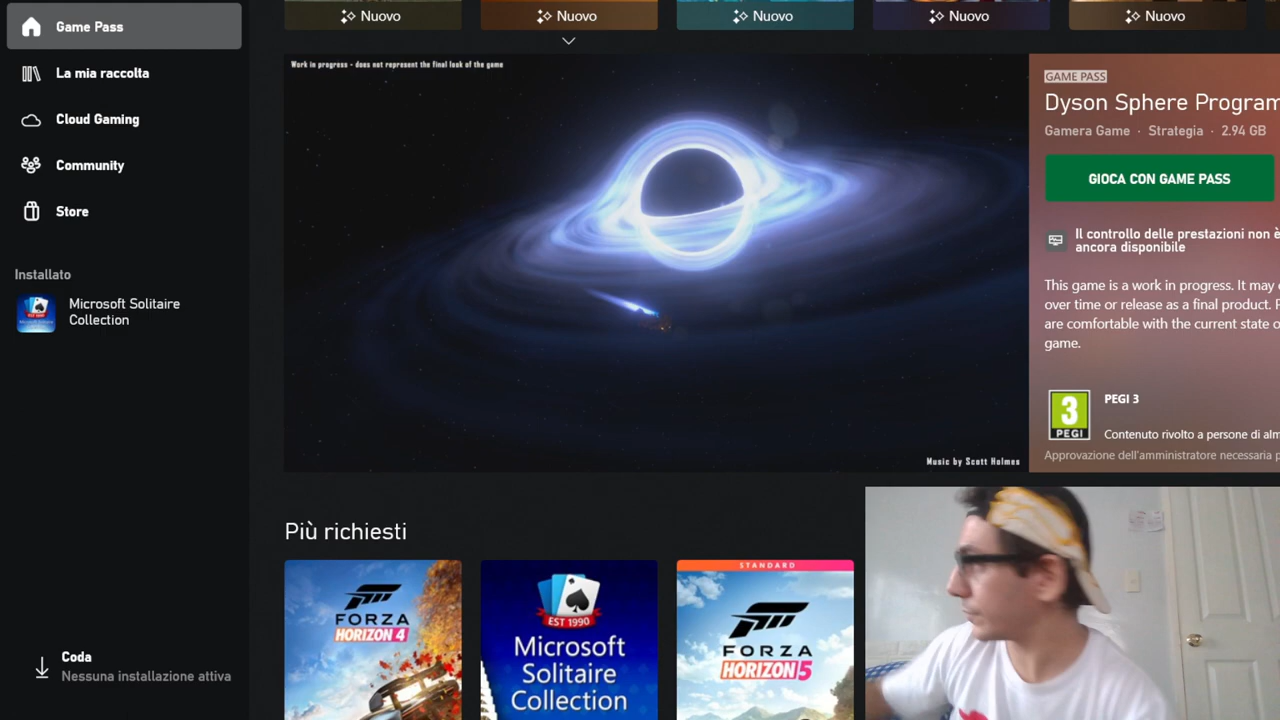 Game Pass
La mia raccolta
Cloud Gaming
Community
Store
Installato
Microsoft Solitaire
Collection
Coda
Nessuna installazione attiva
Nuovo
Nuovo
Nuovo
Nuovo
Nuovo
Work in progress - does not represent the final look of the game
Music by Scott Holmes
GAME PASS
Dyson Sphere Program
Gamera Game · Strategia · 2.94 GB
GIOCA CON GAME PASS
Il controllo delle prestazioni non è
ancora disponibile
This game is a work in progress. It may
over time or release as a final product.
are comfortable with the current state
game.
3
PEGI
PEGI 3
Contenuto rivolto a persone di
Approvazione dell'amministratore necessaria
Più richiesti
FORZA
HORIZON 4
EST 1990
Microsoft
Solitaire
Collection
STANDARD
FORZA
HORIZON 5